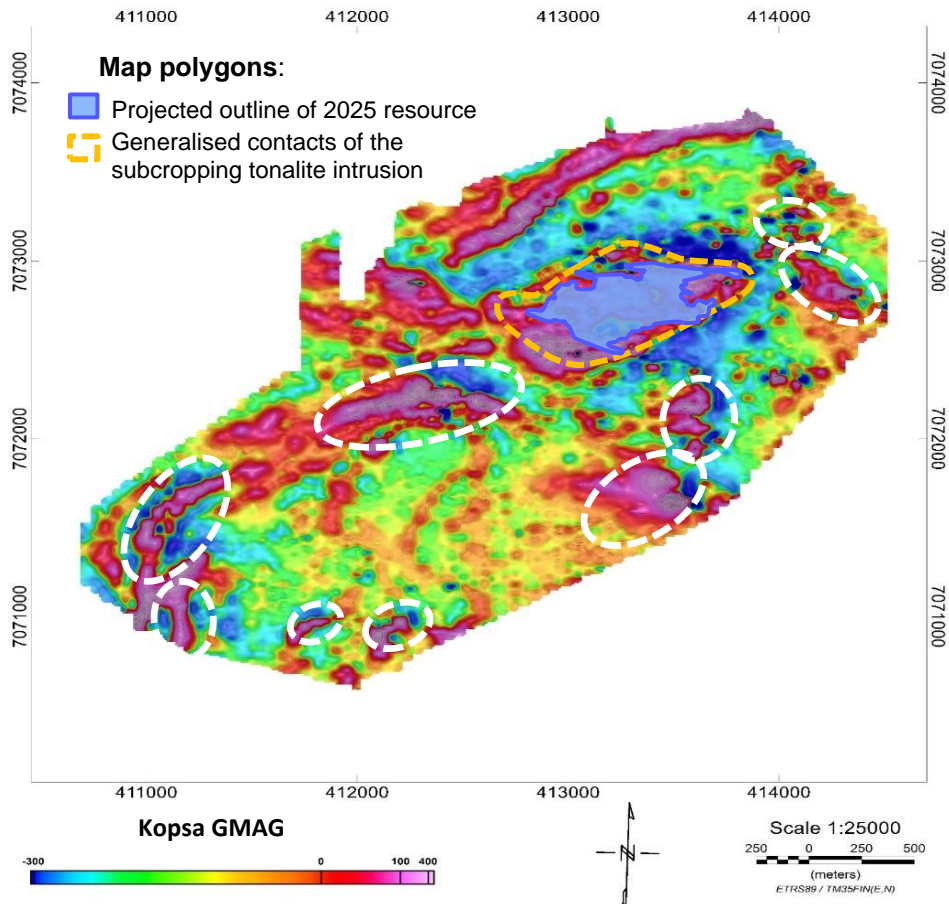 411000 412000 413000 414000
Map polygons:
Projected outline of 2025 resource
Generalised contacts of the
subcropping tonalite intrusion
7074000 7074000
7073000 7073000
7072000 7072000
7071000 7071000
411000 412000 413000 414000
Kopsa GMAG
-300 0 100 400
N
Scale 1:25000
250 0 250 500
(meters)
ETRS89 / TM35FIN(E,N)